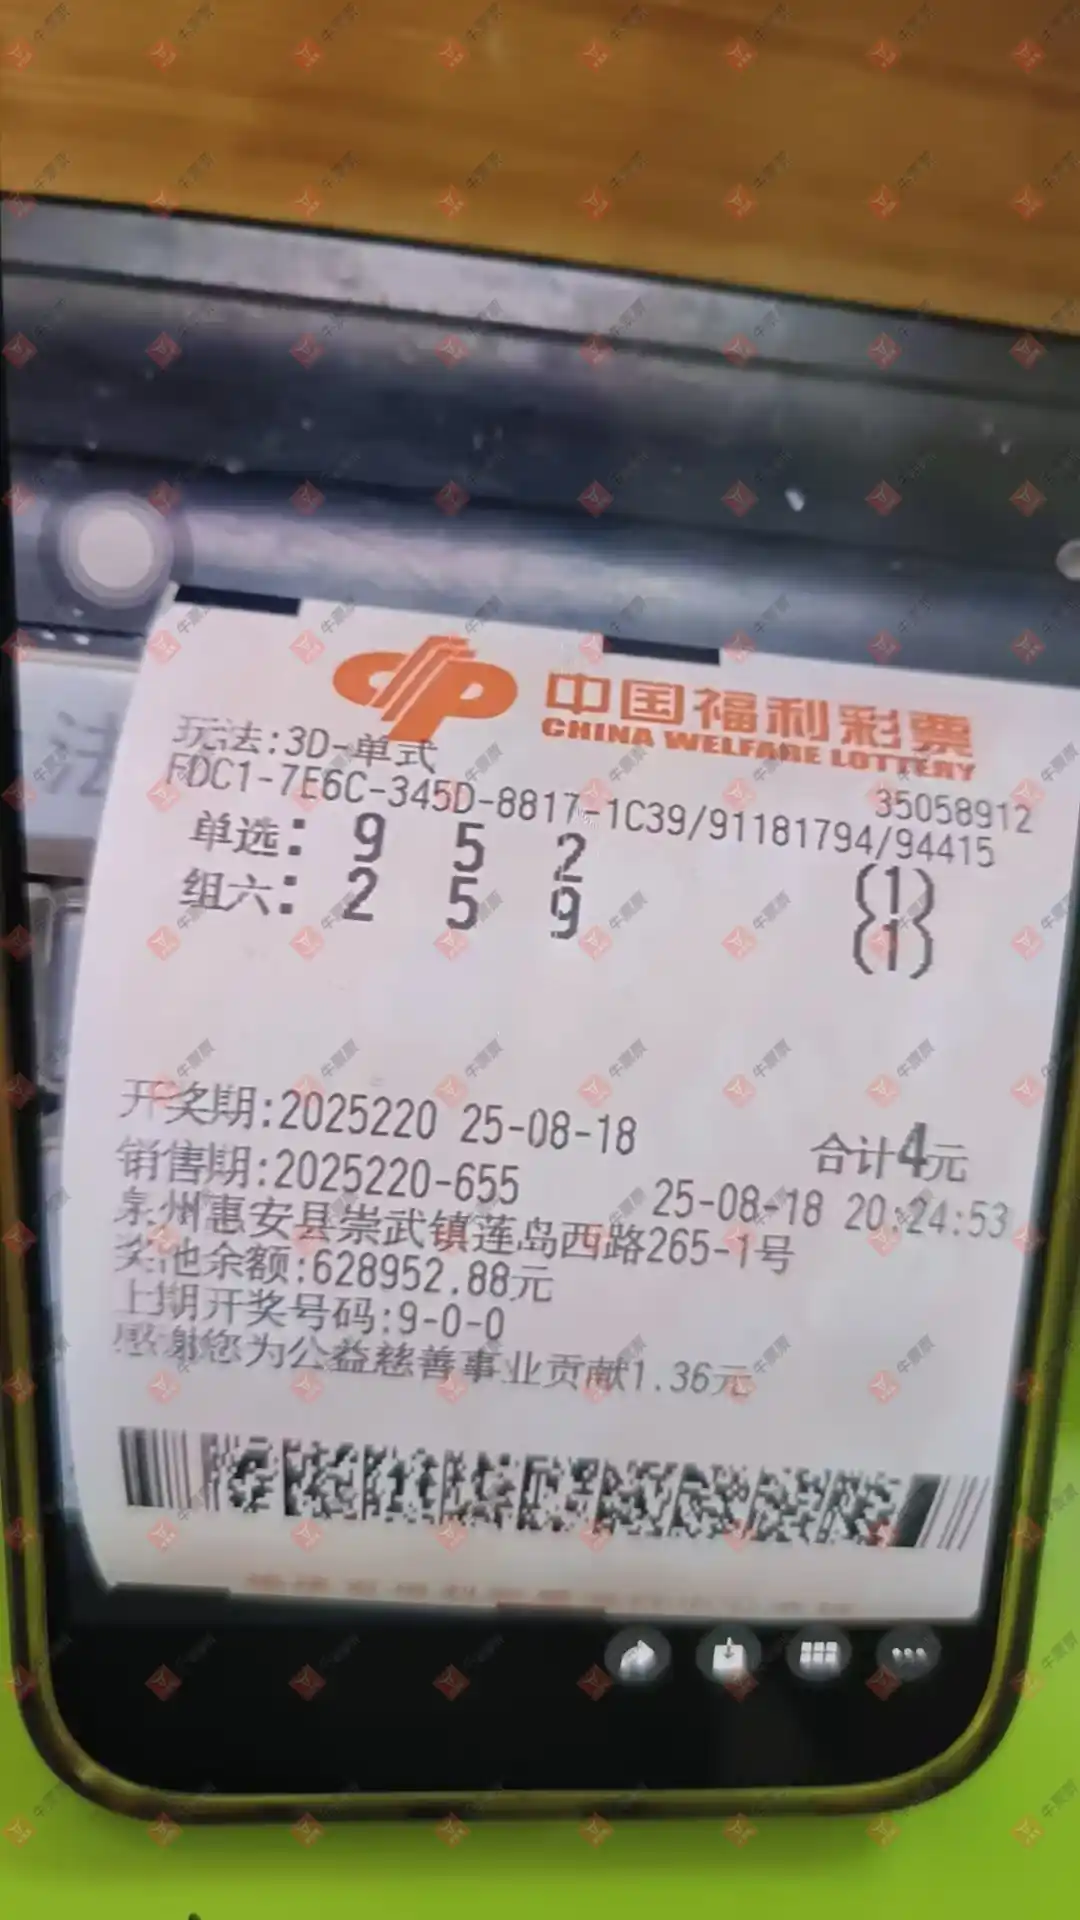 中国福利彩票
CHINA WELFARE LOTTERY
玩法:3D-单式
35058912
FDC1-7E6C-345D-8817-1C39/91181794/94415
单选: 9 5 2 (1)
组六: 2 5 9 (1)
开奖期:2025220 25-08-18 合计4元
销售期:2025220-655 25-08-18 20:24:53
泉州惠安县崇武镇莲岛西路265-1号
奖池余额:628952.88元
上期开奖号码:9-0-0
感谢您为公益慈善事业贡献1.36元
法
牛票票